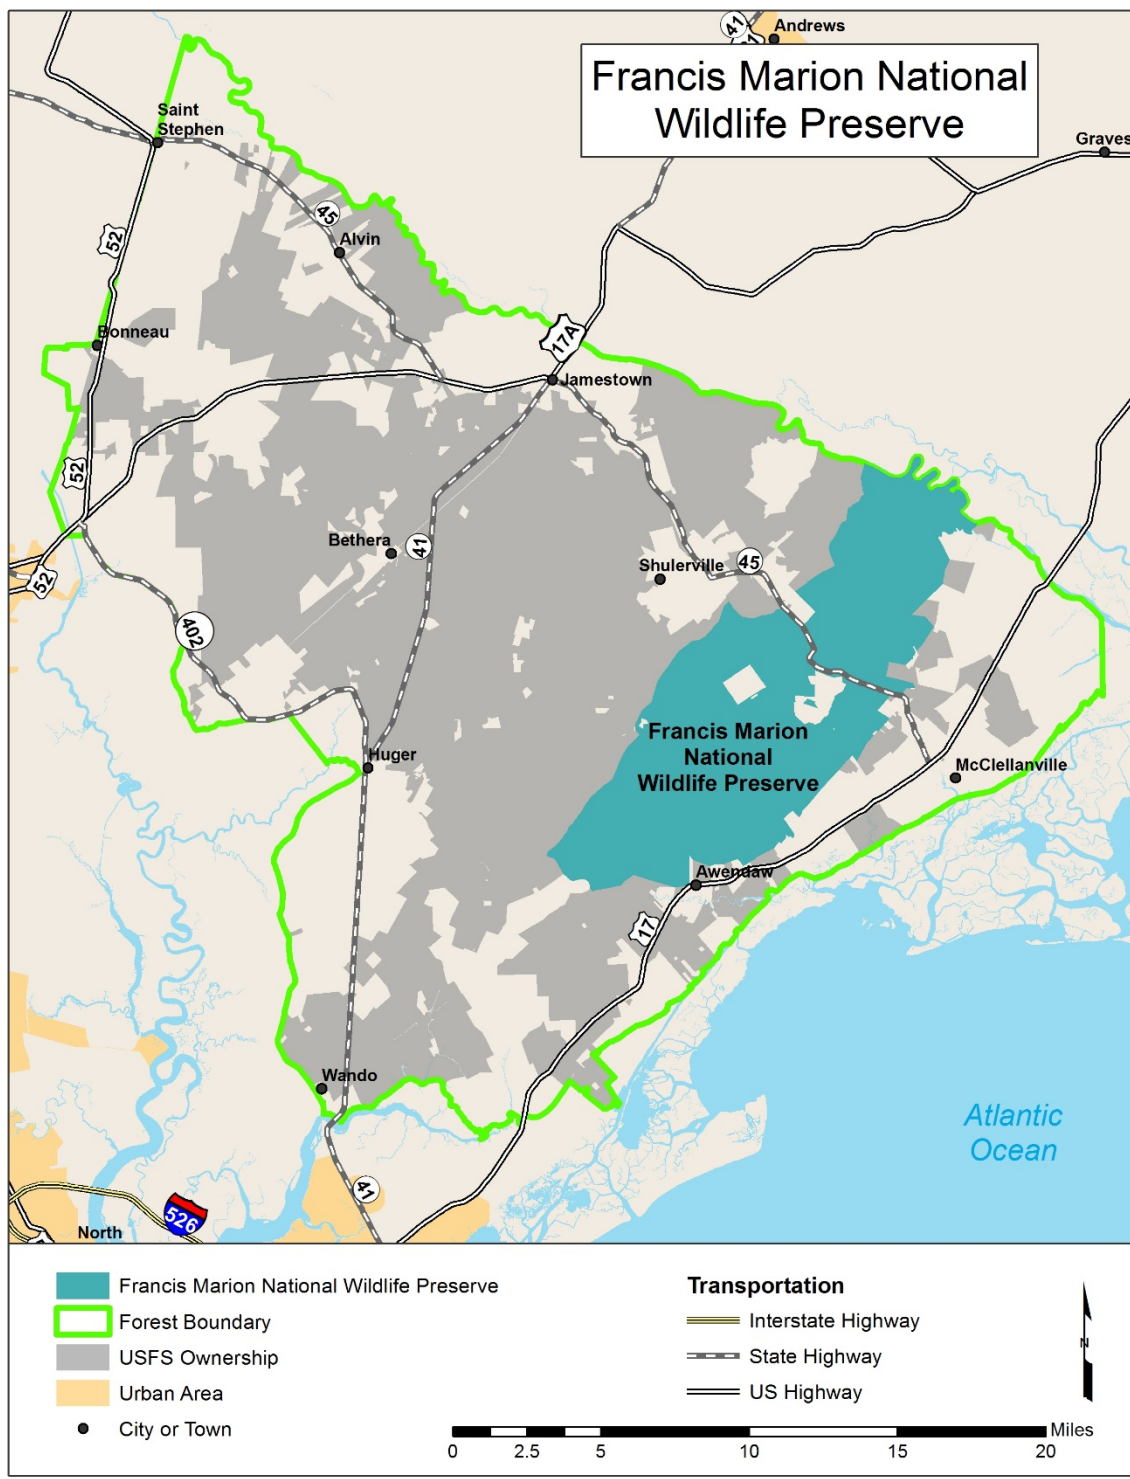 41
Andrews
Francis Marion National
Wildlife Preserve
Saint
Stephen
Graves
45
Alvin
52
17A
Bonneau
Jamestown
52
41
Bethera
Shulerville
45
52
402
Francis Marion
National
Wildlife Preserve
Huger
McClellanville
Awendaw
17
Wando
Atlantic
Ocean
41
526
North
Francis Marion National Wildlife Preserve
Forest Boundary
USFS Ownership
Urban Area
City or Town
Transportation
Interstate Highway
State Highway
US Highway
N
Miles
0 2.5 5 10 15 20